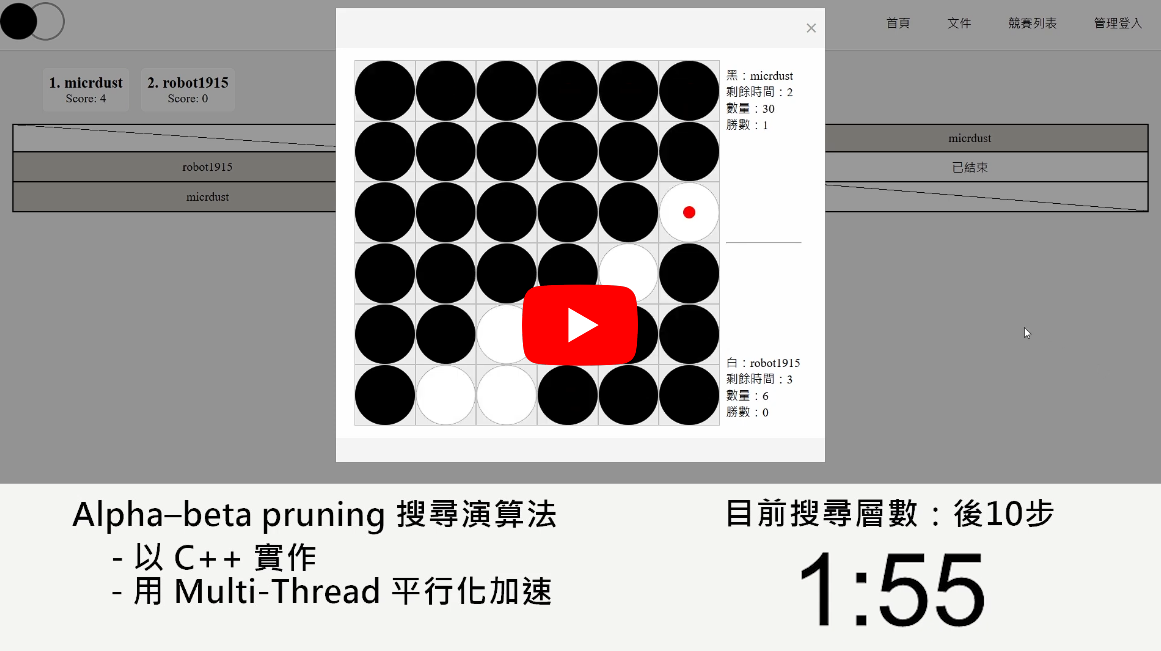 首頁 文件 競賽列表 管理登入
×
1. micrdust 2. robot1915
Score: 4 Score: 0
黑：micrdust
剩餘時間：2
數量：30
勝數：1
micrdust
robot1915 已結束
micrdust
白：robot1915
剩餘時間：3
數量：6
勝數：0
Alpha–beta pruning 搜尋演算法
- 以 C++ 實作
- 用 Multi-Thread 平行化加速
目前搜尋層數：後10步
1:55